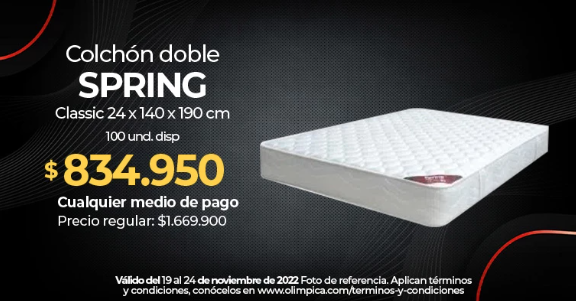 Colchón doble
SPRING
Classic 24 x 140 x 190 cm
100 und. disp
$834.950
Cualquier medio de pago
Precio regular: $1.669.900
Válido del 19 al 24 de noviembre de 2022 Foto de referencia. Aplican términos
y condiciones, conócelos en www.olimpica.com/terminos-y-condiciones